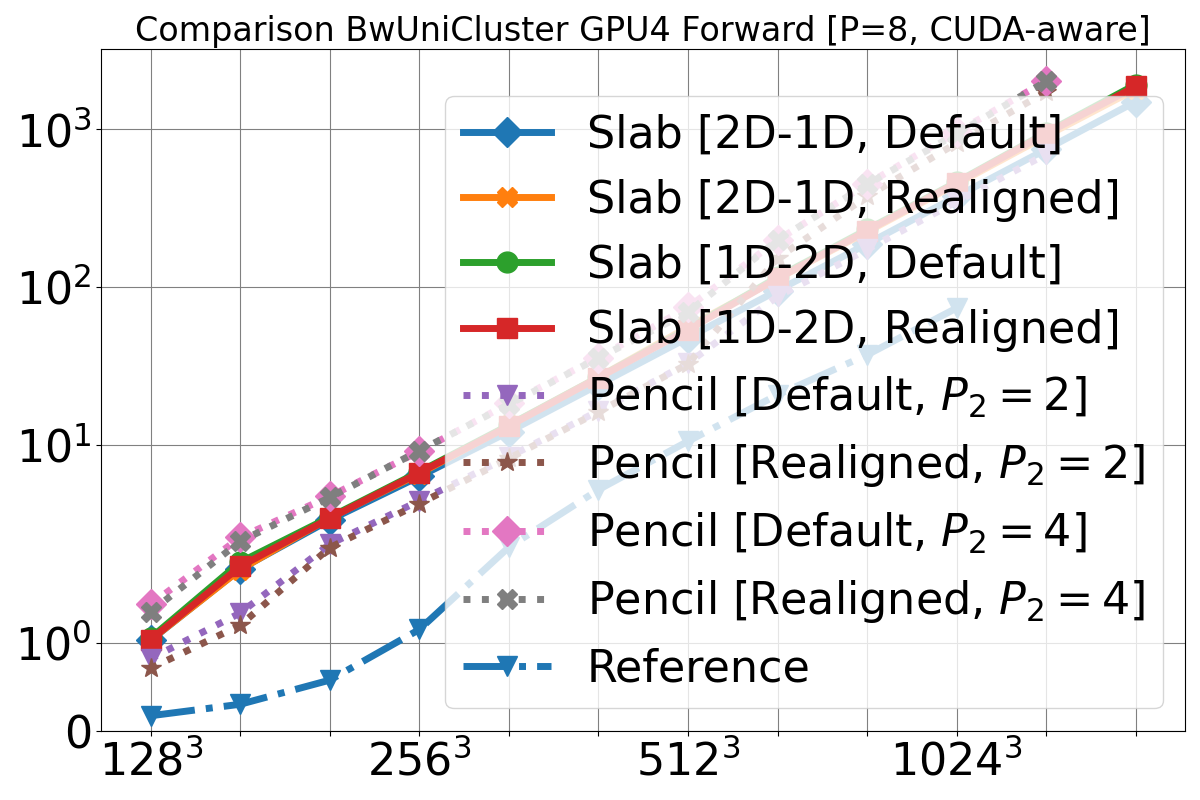 Comparison BwUniCluster GPU4 Forward [P=8, CUDA-aware]
10³
10²
10¹
10⁰
0
Slab [2D-1D, Default]
Slab [2D-1D, Realigned]
Slab [1D-2D, Default]
Slab [1D-2D, Realigned]
Pencil [Default, P₂ = 2]
Pencil [Realigned, P₂ = 2]
Pencil [Default, P₂ = 4]
Pencil [Realigned, P₂ = 4]
Reference
128³ 256³ 512³ 1024³